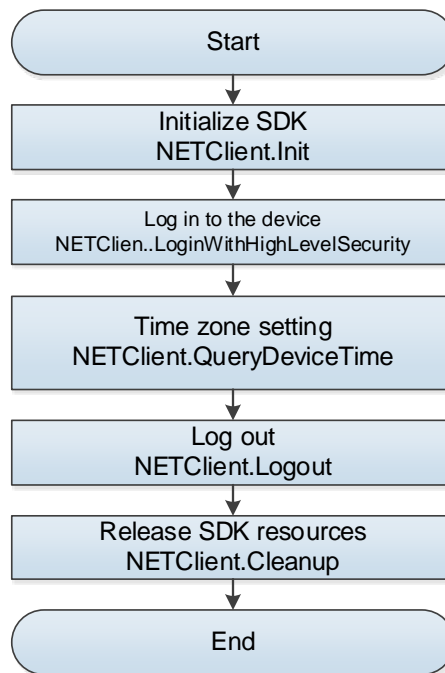 Start
Initialize SDK
NETClient.Init
Log in to the device
NETClien..LoginWithHighLevelSecurity
Time zone setting
NETClient.QueryDeviceTime
Log out
NETClient.Logout
Release SDK resources
NETClient.Cleanup
End